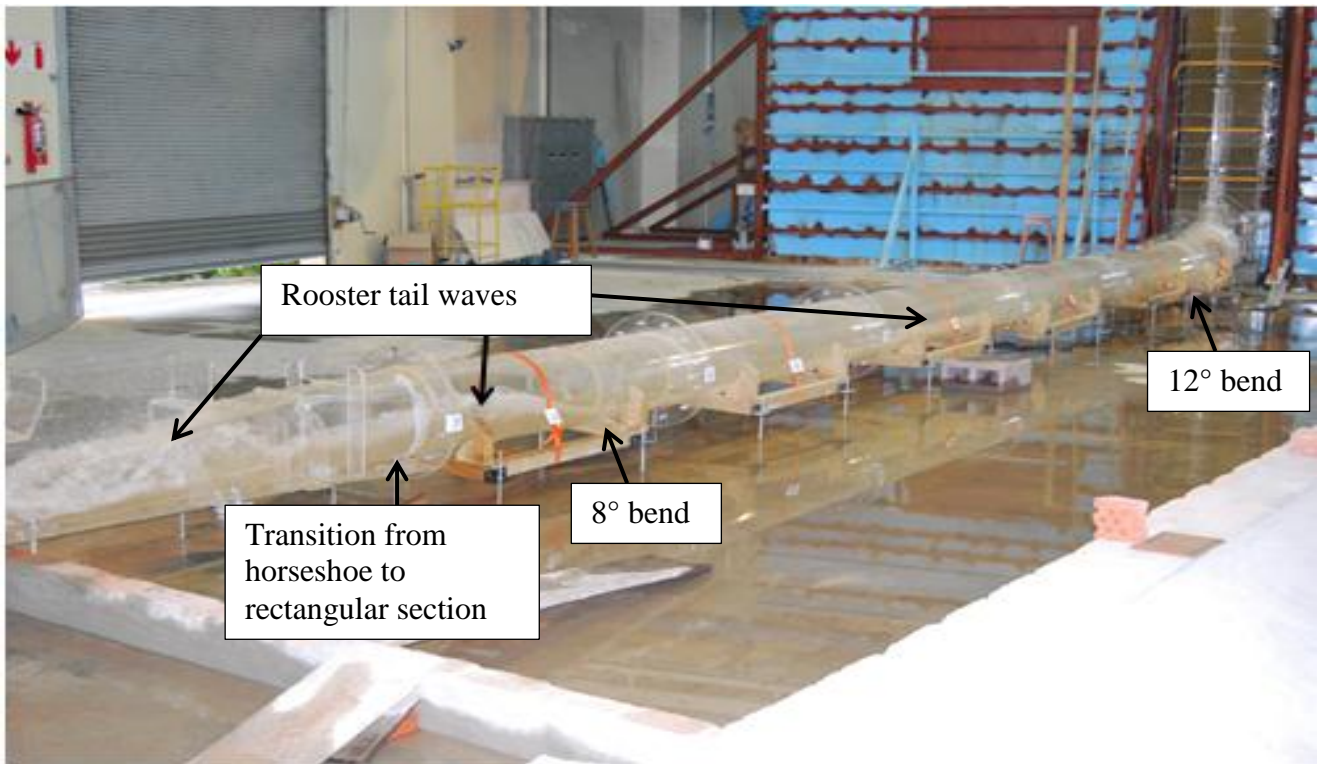 Rooster tail waves
12° bend
8° bend
Transition from
horseshoe to
rectangular section